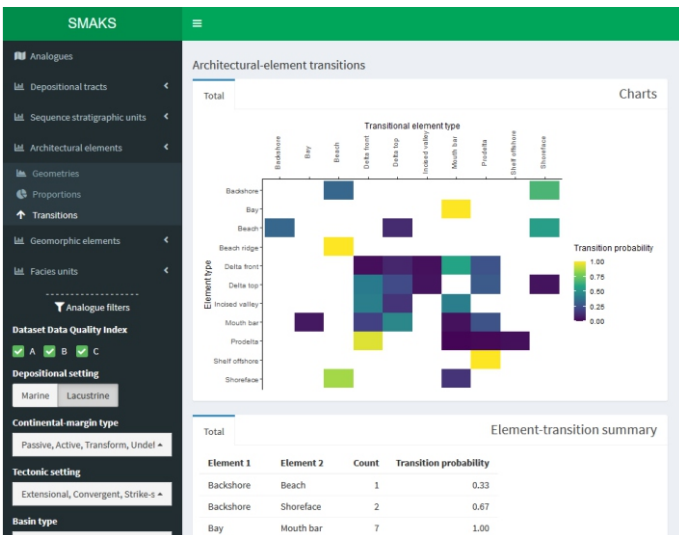 SMAKS
Analogues
Depositional tracts
Sequence stratigraphic units
Architectural elements
Geometries
Proportions
Transitions
Geomorphic elements
Facies units
Analogue filters
Dataset Data Quality Index
A B C
Depositional setting
Marine Lacustrine
Continental-margin type
Passive, Active, Transform, Undef
Tectonic setting
Extensional, Convergent, Strike-s
Basin type
Architectural-element transitions
Total Charts
Transitional element type
Backshore
Bay
Beach
Delta front
Delta top
Incised valley
Mouth bar
Prodelta
Shelf offshore
Shoreface
Element type
Backshore
Bay
Beach
Beach ridge
Delta front
Delta top
Incised valley
Mouth bar
Prodelta
Shelf offshore
Shoreface
Transition probability
1.00
0.75
0.50
0.25
0.00
Total Element-transition summary
Element 1 Element 2 Count Transition probability
Backshore Beach 1 0.33
Backshore Shoreface 2 0.67
Bay Mouth bar 7 1.00